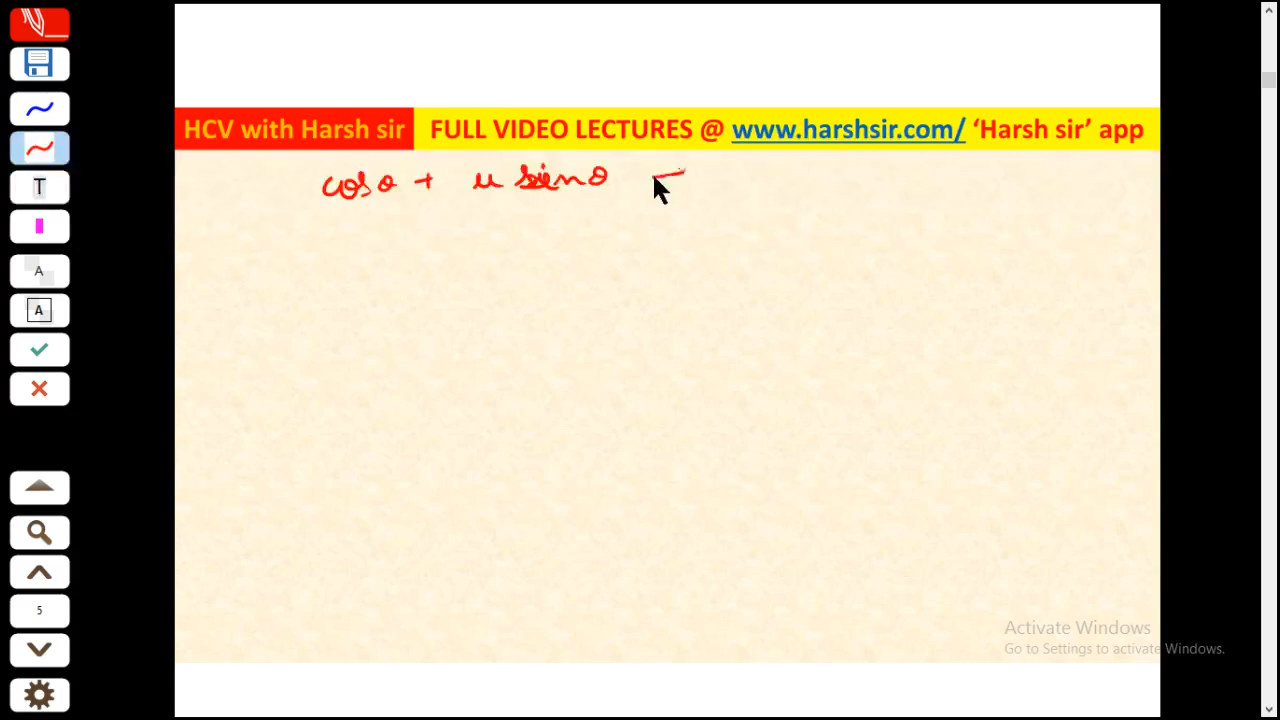 HCV with Harsh sir FULL VIDEO LECTURES @ www.harshsir.com/ ‘Harsh sir’ app
cosθ + μ sinθ
T
A
A
5
Activate Windows
Go to Settings to activate Windows.